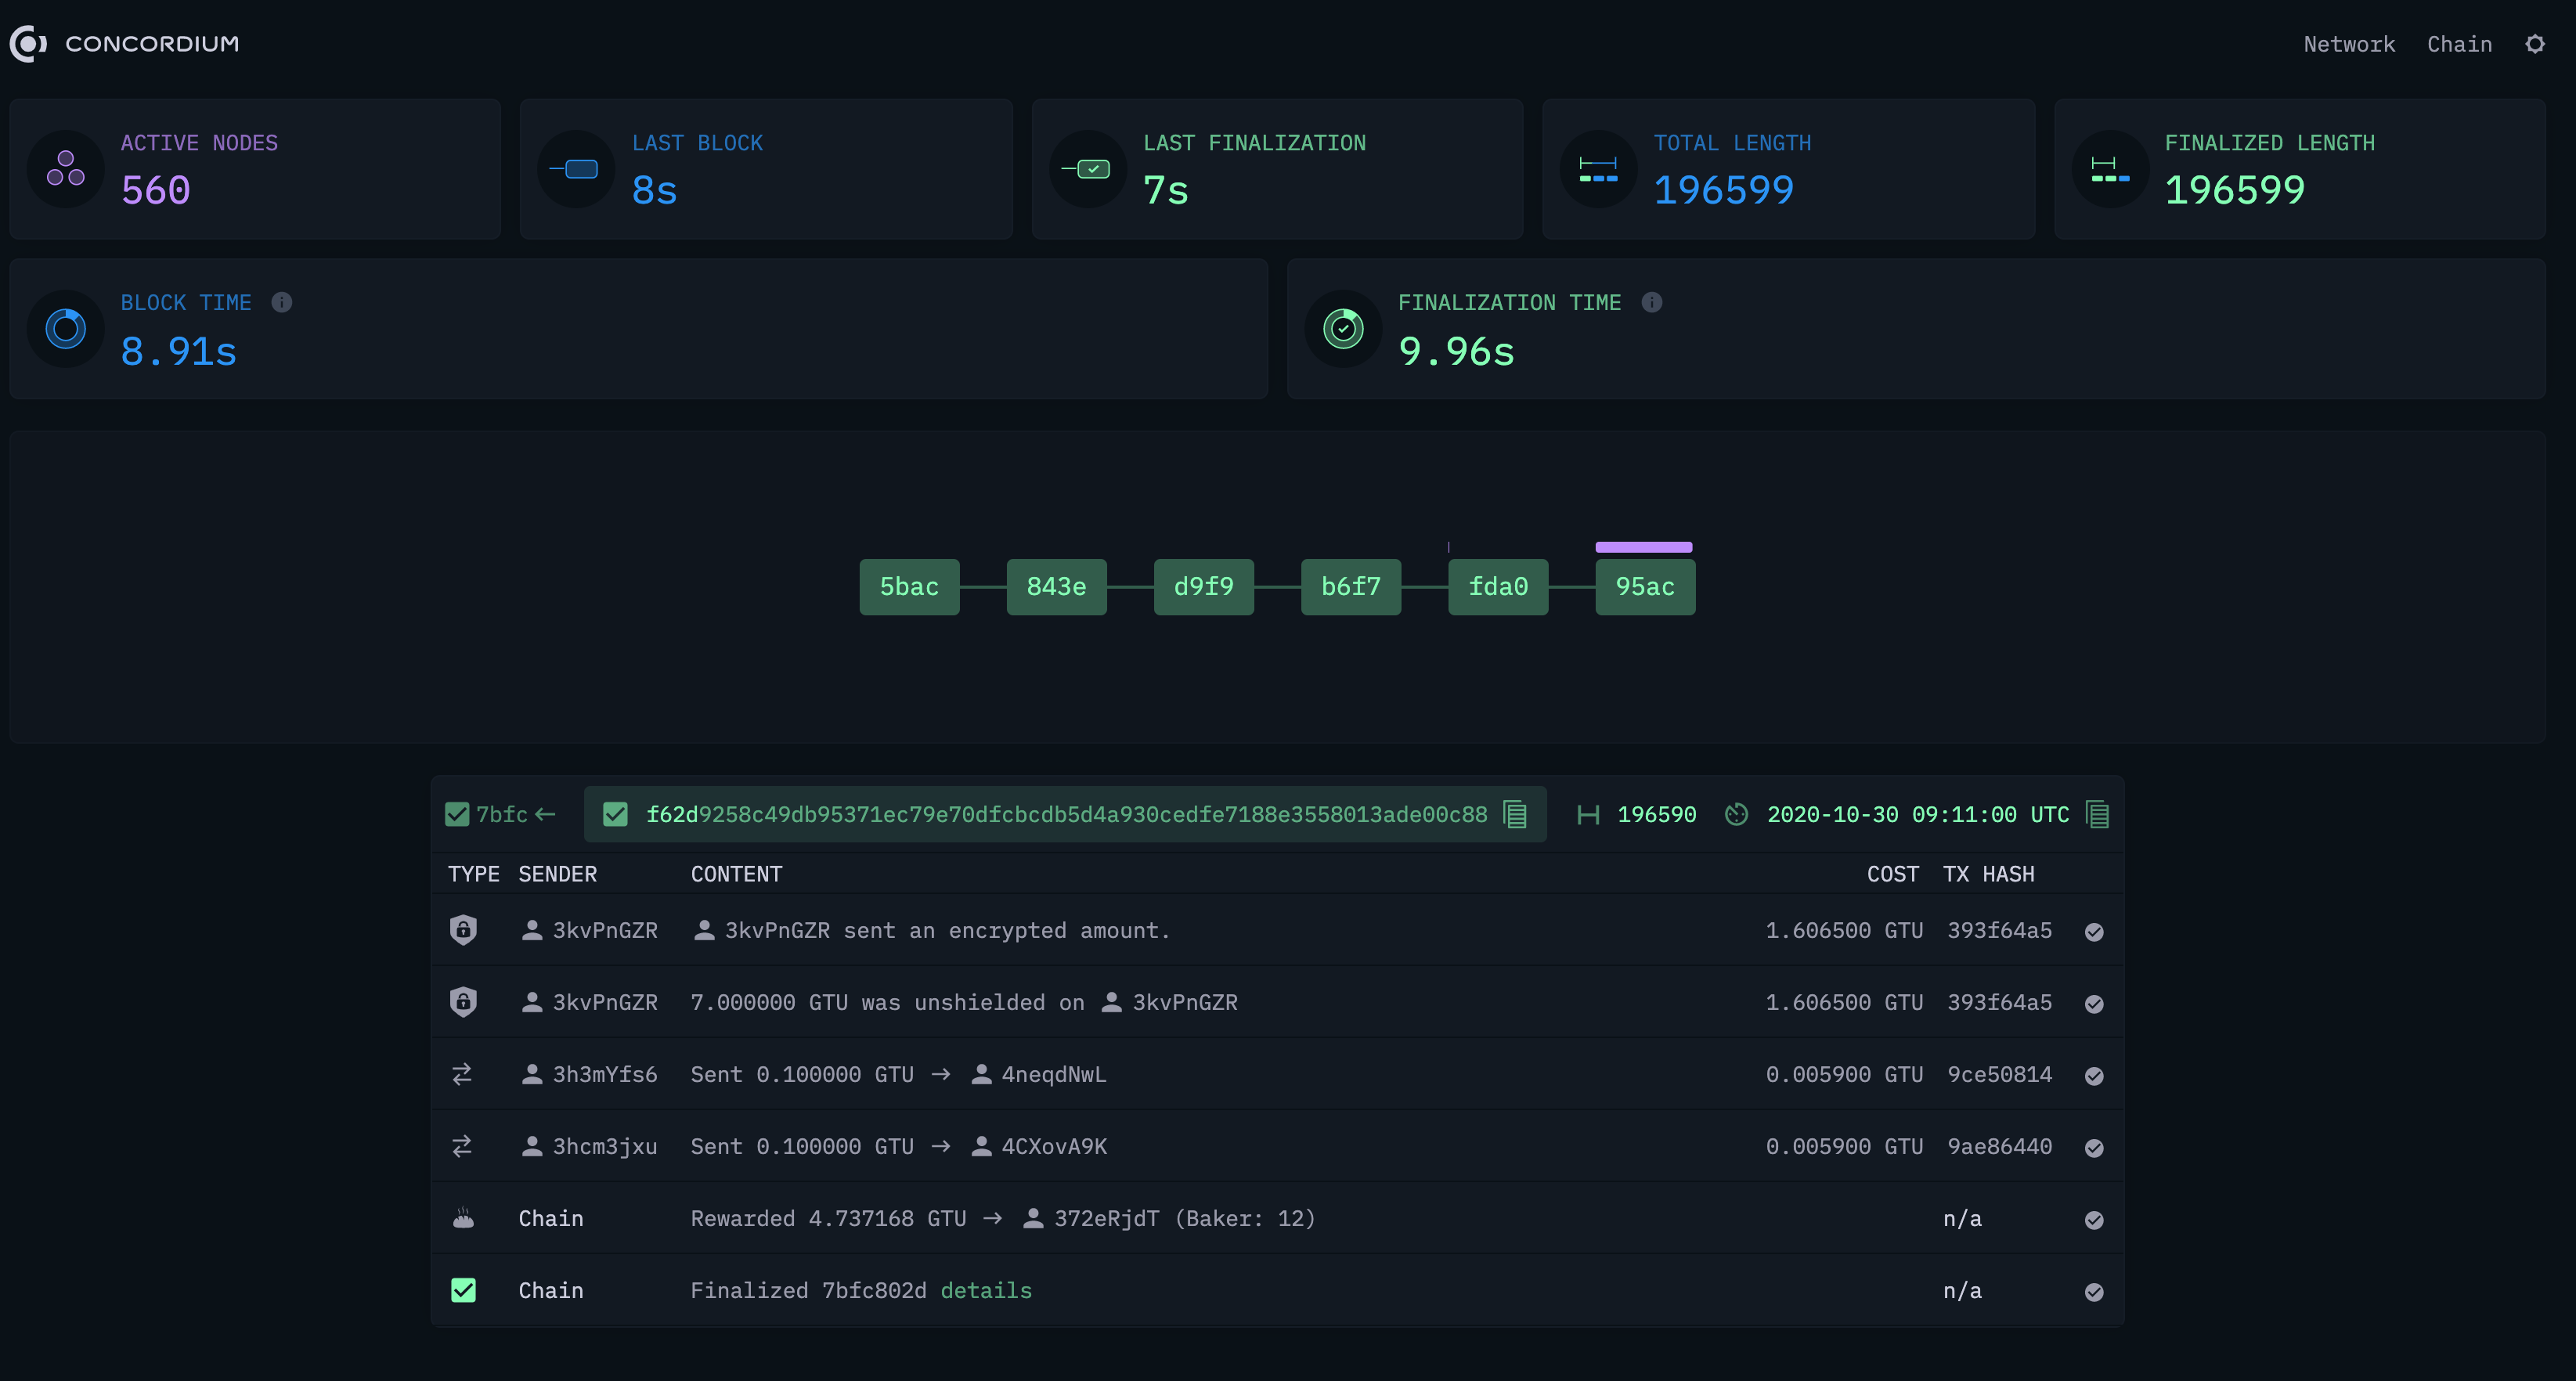 CONCORDIUM
Network Chain
ACTIVE NODES
560
LAST BLOCK
8s
LAST FINALIZATION
7s
TOTAL LENGTH
196599
FINALIZED LENGTH
196599
BLOCK TIME
8.91s
FINALIZATION TIME
9.96s
5bac 843e d9f9 b6f7 fda0 95ac
7bfc ← f62d9258c49db95371ec79e70dfcbcdb5d4a930cedfe7188e3558013ade00c88 196590 2020-10-30 09:11:00 UTC
TYPE SENDER CONTENT COST TX HASH
3kvPnGZR 3kvPnGZR sent an encrypted amount. 1.606500 GTU 393f64a5
3kvPnGZR 7.000000 GTU was unshielded on 3kvPnGZR 1.606500 GTU 393f64a5
3h3mYfs6 Sent 0.100000 GTU → 4neqdNwL 0.005900 GTU 9ce50814
3hcm3jxu Sent 0.100000 GTU → 4CXovA9K 0.005900 GTU 9ae86440
Chain Rewarded 4.737168 GTU → 372eRjdT (Baker: 12) n/a
Chain Finalized 7bfc802d details n/a